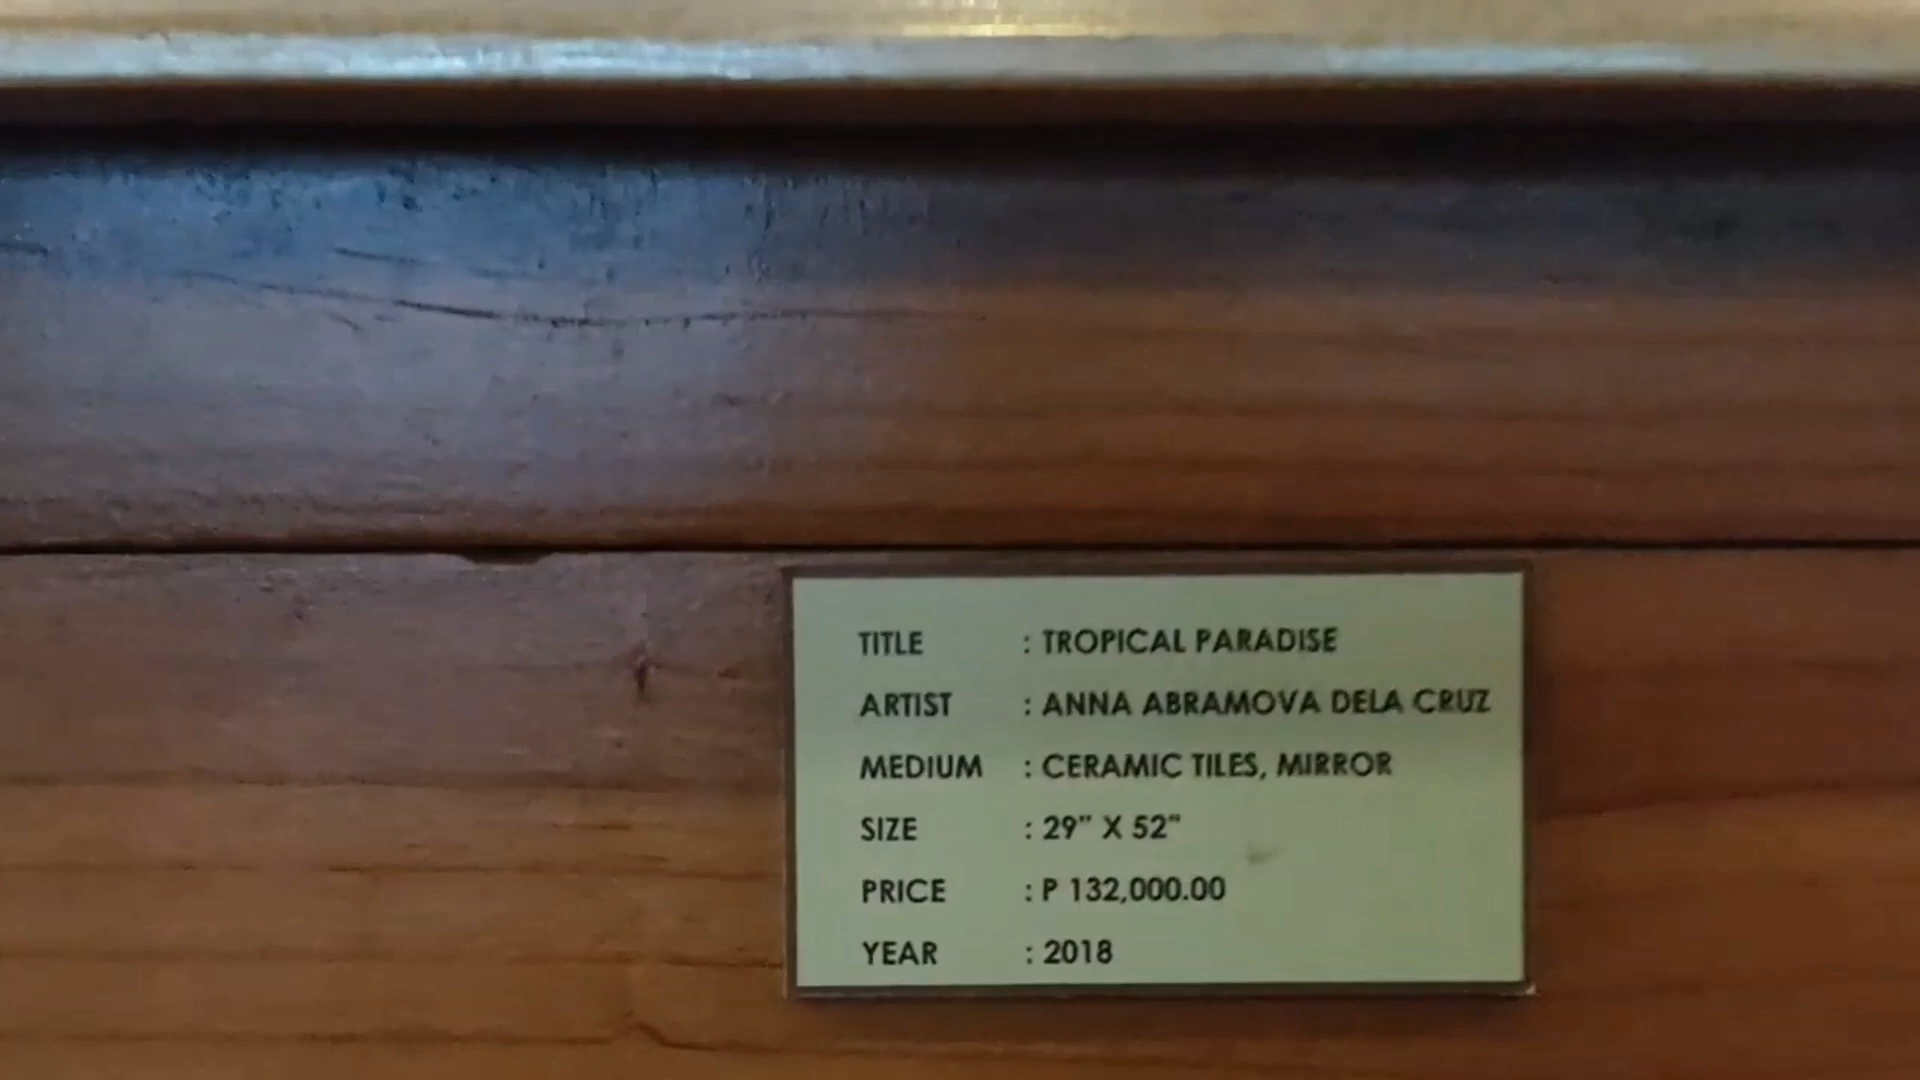 TITLE : TROPICAL PARADISE
ARTIST : ANNA ABRAMOVA DELA CRUZ
MEDIUM : CERAMIC TILES, MIRROR
SIZE : 29" X 52"
PRICE : P 132,000.00
YEAR : 2018